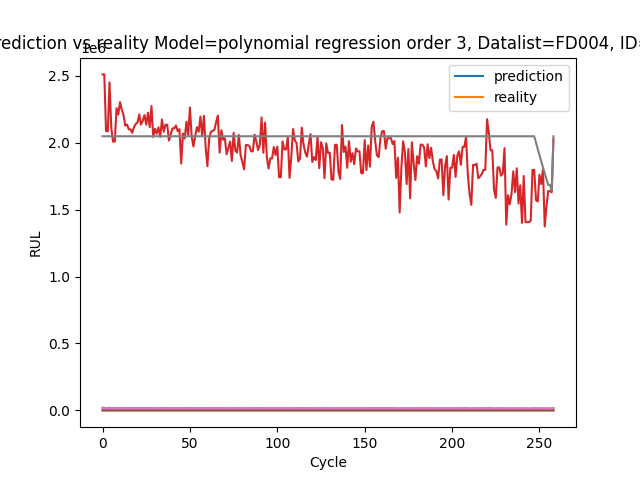 rediction vs reality Model=polynomial regression order 3, Datalist=FD004, ID=
1e6
prediction
reality
2.5
2.0
1.5
1.0
0.5
0.0
RUL
0 50 100 150 200 250
Cycle